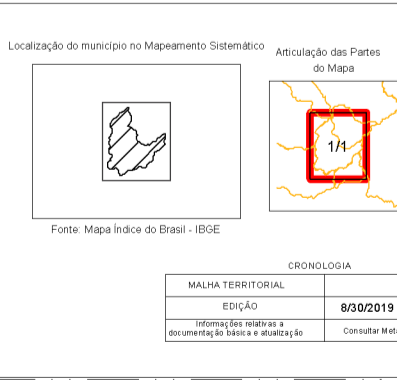 Localização do município no Mapeamento Sistemático
Articulação das Partes
do Mapa
1/1
Fonte: Mapa Índice do Brasil - IBGE
CRONOLOGIA
MALHA TERRITORIAL
EDIÇÃO
8/30/2019
Informações relativas a
documentação básica e atualização
Consultar Meta